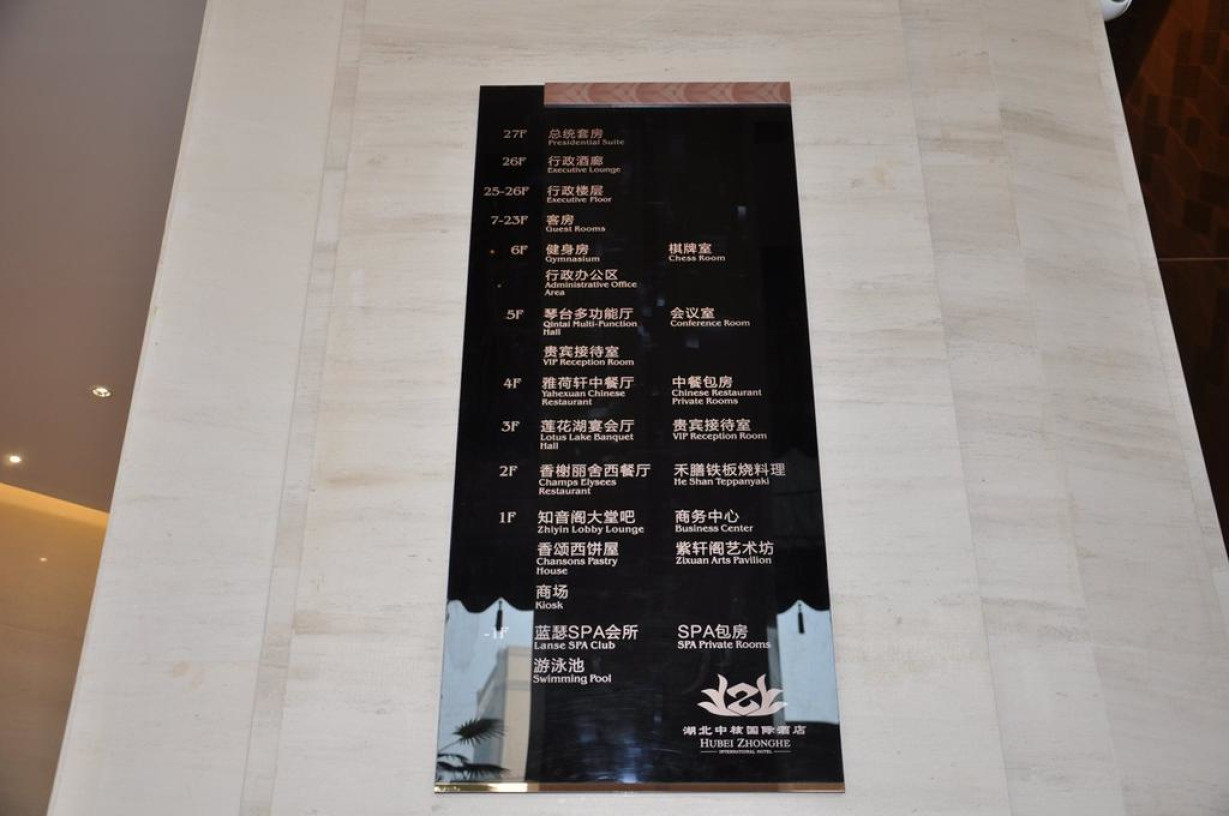 27F 总统套房
Presidential Suite
26F 行政酒廊
Executive Lounge
25-26F 行政楼层
Executive Floor
7-23F 客房
Guest Rooms
6F 健身房 棋牌室
Gymnasium Chess Room
行政办公区
Administrative Office
Area
5F 琴台多功能厅 会议室
Qintai Multi-Function Conference Room
Hall
贵宾接待室
VIP Reception Room
4F 雅荷轩中餐厅 中餐包房
Yahexuan Chinese Chinese Restaurant
Restaurant Private Rooms
3F 莲花湖宴会厅 贵宾接待室
Lotus Lake Banquet VIP Reception Room
Hall
2F 香榭丽舍西餐厅 禾膳铁板烧料理
Champs Elysees He Shan Teppanyaki
Restaurant
1F 知音阁大堂吧 商务中心
Zhiyin Lobby Lounge Business Center
香颂西饼屋 紫轩阁艺术坊
Chansons Pastry Zixuan Arts Pavilion
House
商场
Kiosk
-1F 蓝瑟SPA会所 SPA包房
Lanse SPA Club SPA Private Rooms
游泳池
Swimming Pool
湖北中核国际酒店
HUBEI ZHONGHE
INTERNATIONAL HOTEL